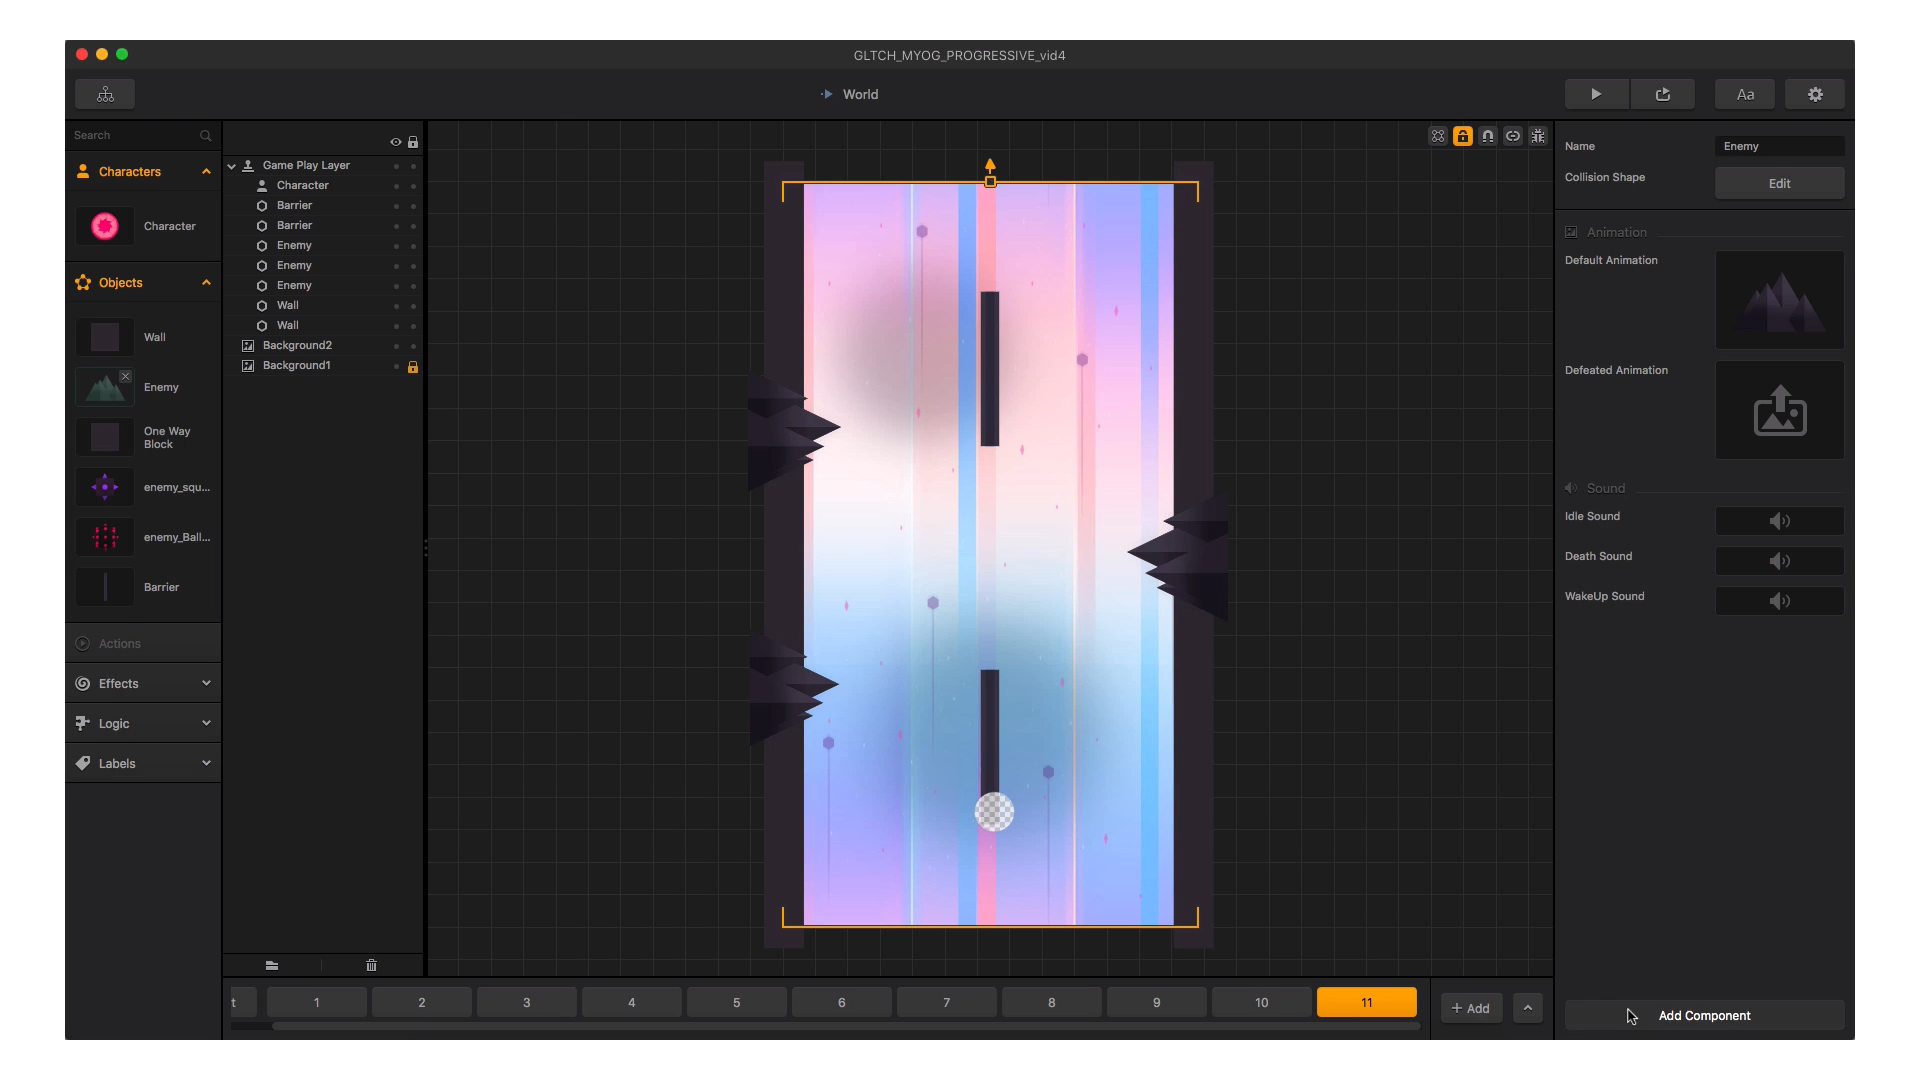 GLTCH_MYOG_PROGRESSIVE_vid4
World
Aa
Search
Characters
Character
Objects
Wall
Enemy
One Way
Block
enemy_squ...
enemy_Ball...
Barrier
Actions
Effects
Logic
Labels
Game Play Layer
Character
Barrier
Barrier
Enemy
Enemy
Enemy
Wall
Wall
Background2
Background1
Name
Enemy
Collision Shape
Edit
Animation
Default Animation
Defeated Animation
Sound
Idle Sound
Death Sound
WakeUp Sound
t 1 2 3 4 5 6 7 8 9 10 11
+ Add
Add Component